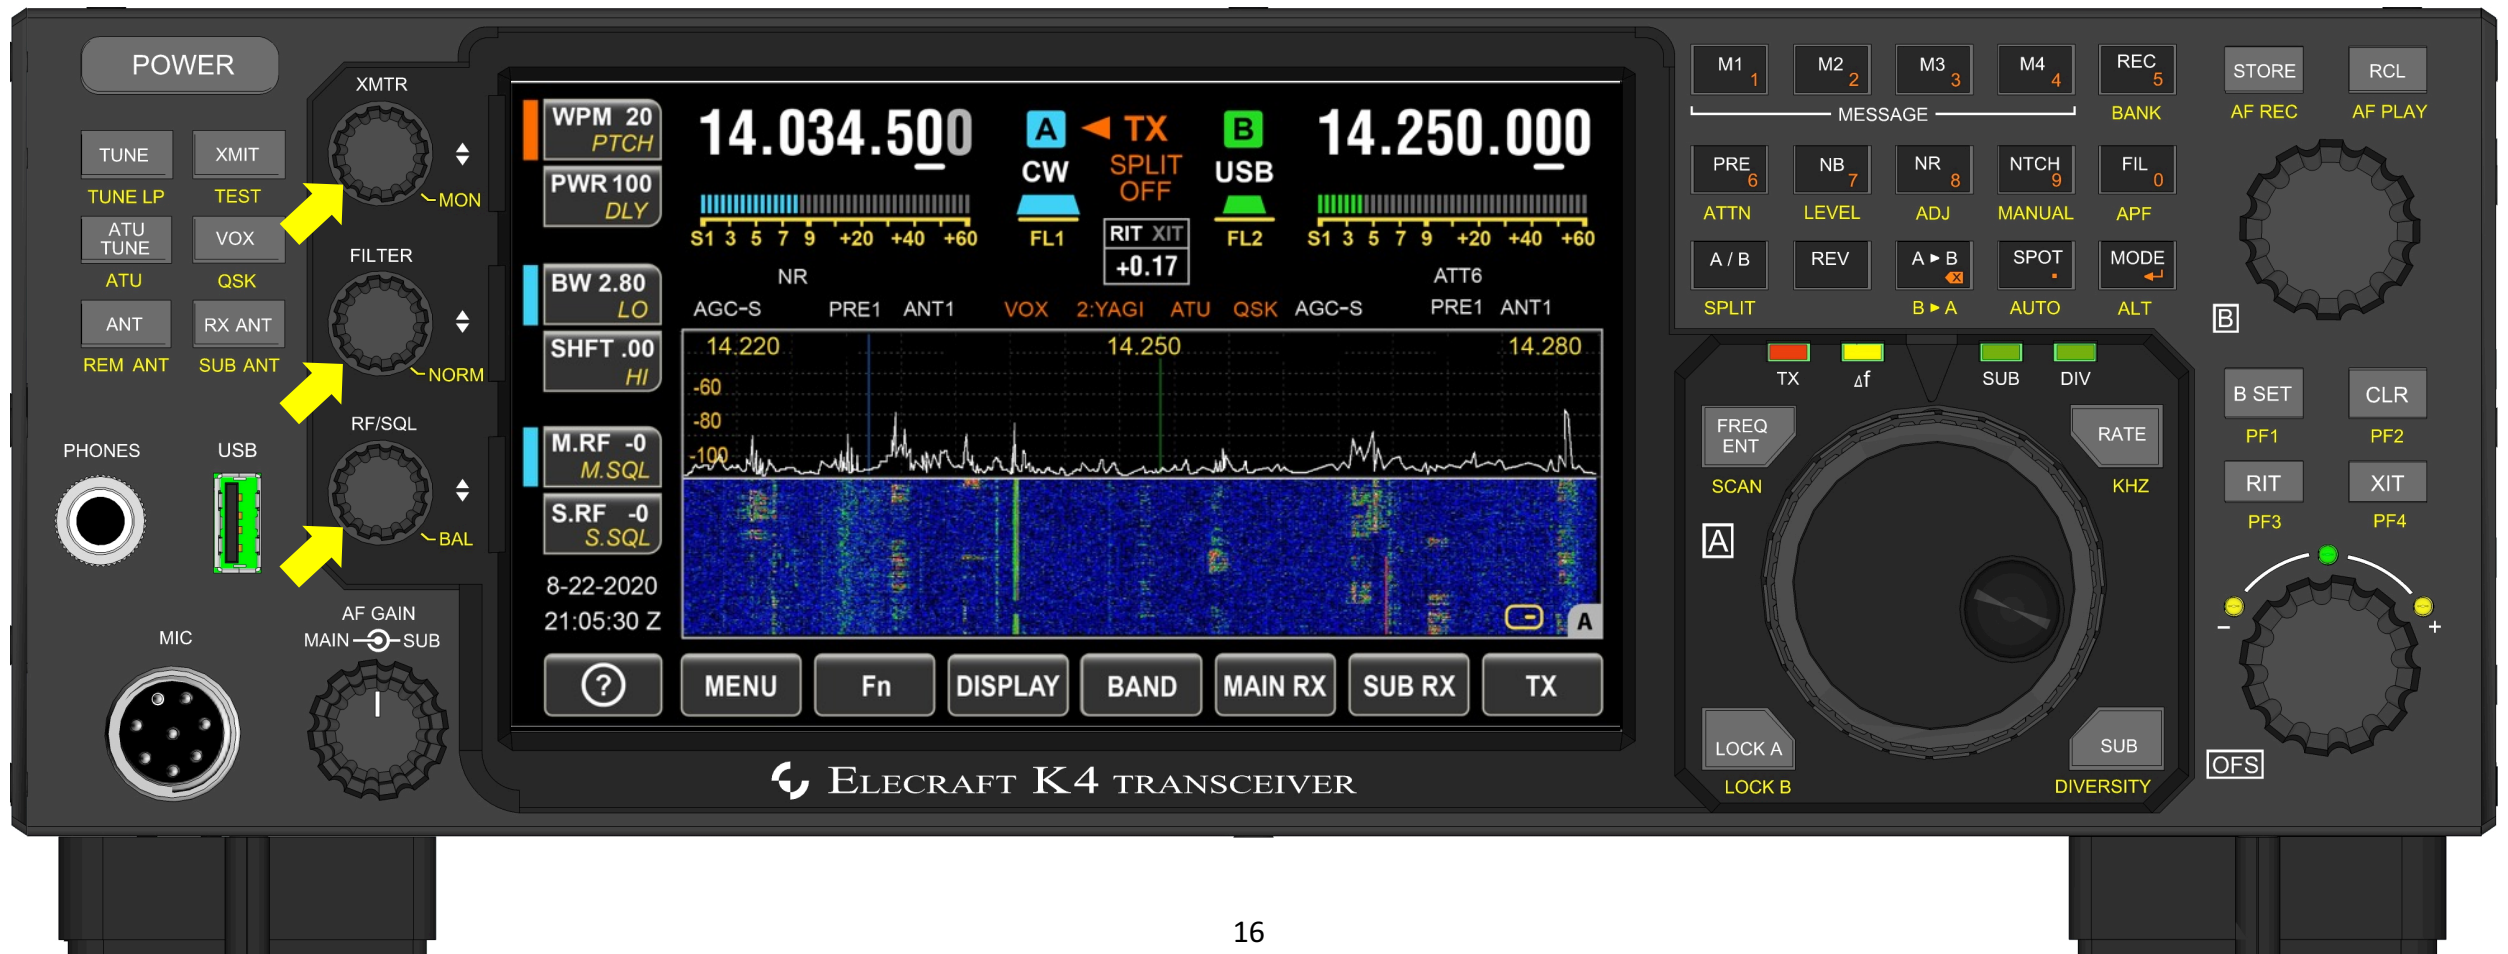 POWER
XMTR
TUNE
XMIT
TUNE LP
TEST
MON
ATU
TUNE
VOX
ATU
QSK
FILTER
ANT
RX ANT
REM ANT
SUB ANT
NORM
RF/SQL
PHONES
USB
BAL
AF GAIN
MAIN SUB
MIC
WPM 20
PTCH
PWR 100
DLY
BW 2.80
LO
SHFT .00
HI
M.RF -0
M.SQL
S.RF -0
S.SQL
8-22-2020
21:05:30 Z
14.034.500
A TX B
14.250.000
CW
SPLIT
OFF
USB
S1 3 5 7 9 +20 +40 +60
FL1
RIT XIT
+0.17
FL2
S1 3 5 7 9 +20 +40 +60
NR
ATT6
AGC-S PRE1 ANT1 VOX 2:YAGI ATU QSK AGC-S PRE1 ANT1
14.220 14.250 14.280
-60
-80
-100
A
?
MENU
Fn
DISPLAY
BAND
MAIN RX
SUB RX
TX
ELECRAFT K4 TRANSCEIVER
M1 1
M2 2
M3 3
M4 4
REC 5
MESSAGE
BANK
PRE 6
NB 7
NR 8
NTCH 9
FIL 0
ATTN
LEVEL
ADJ
MANUAL
APF
A / B
REV
A ▸ B
SPOT .
MODE
SPLIT
B ▸ A
AUTO
ALT
STORE
RCL
AF REC
AF PLAY
B
TX
Δf
SUB
DIV
FREQ
ENT
RATE
SCAN
KHZ
A
LOCK A
SUB
LOCK B
DIVERSITY
B SET
CLR
PF1
PF2
RIT
XIT
PF3
PF4
- +
OFS
16